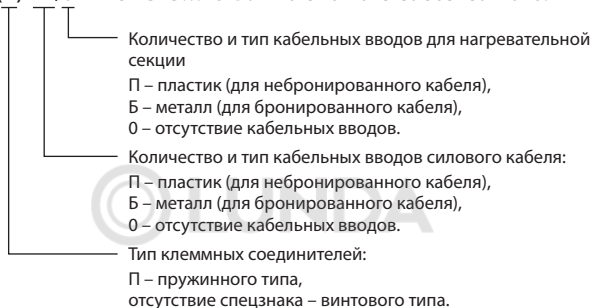 Количество и тип кабельных вводов для нагревательной
секции
П – пластик (для небронированного кабеля),
Б – металл (для бронированного кабеля),
0 – отсутствие кабельных вводов.
Количество и тип кабельных вводов силового кабеля:
П – пластик (для небронированного кабеля),
Б – металл (для бронированного кабеля),
0 – отсутствие кабельных вводов.
LUNDA
Тип клеммных соединителей:
П – пружинного типа,
отсутствие спецзнака – винтового типа.